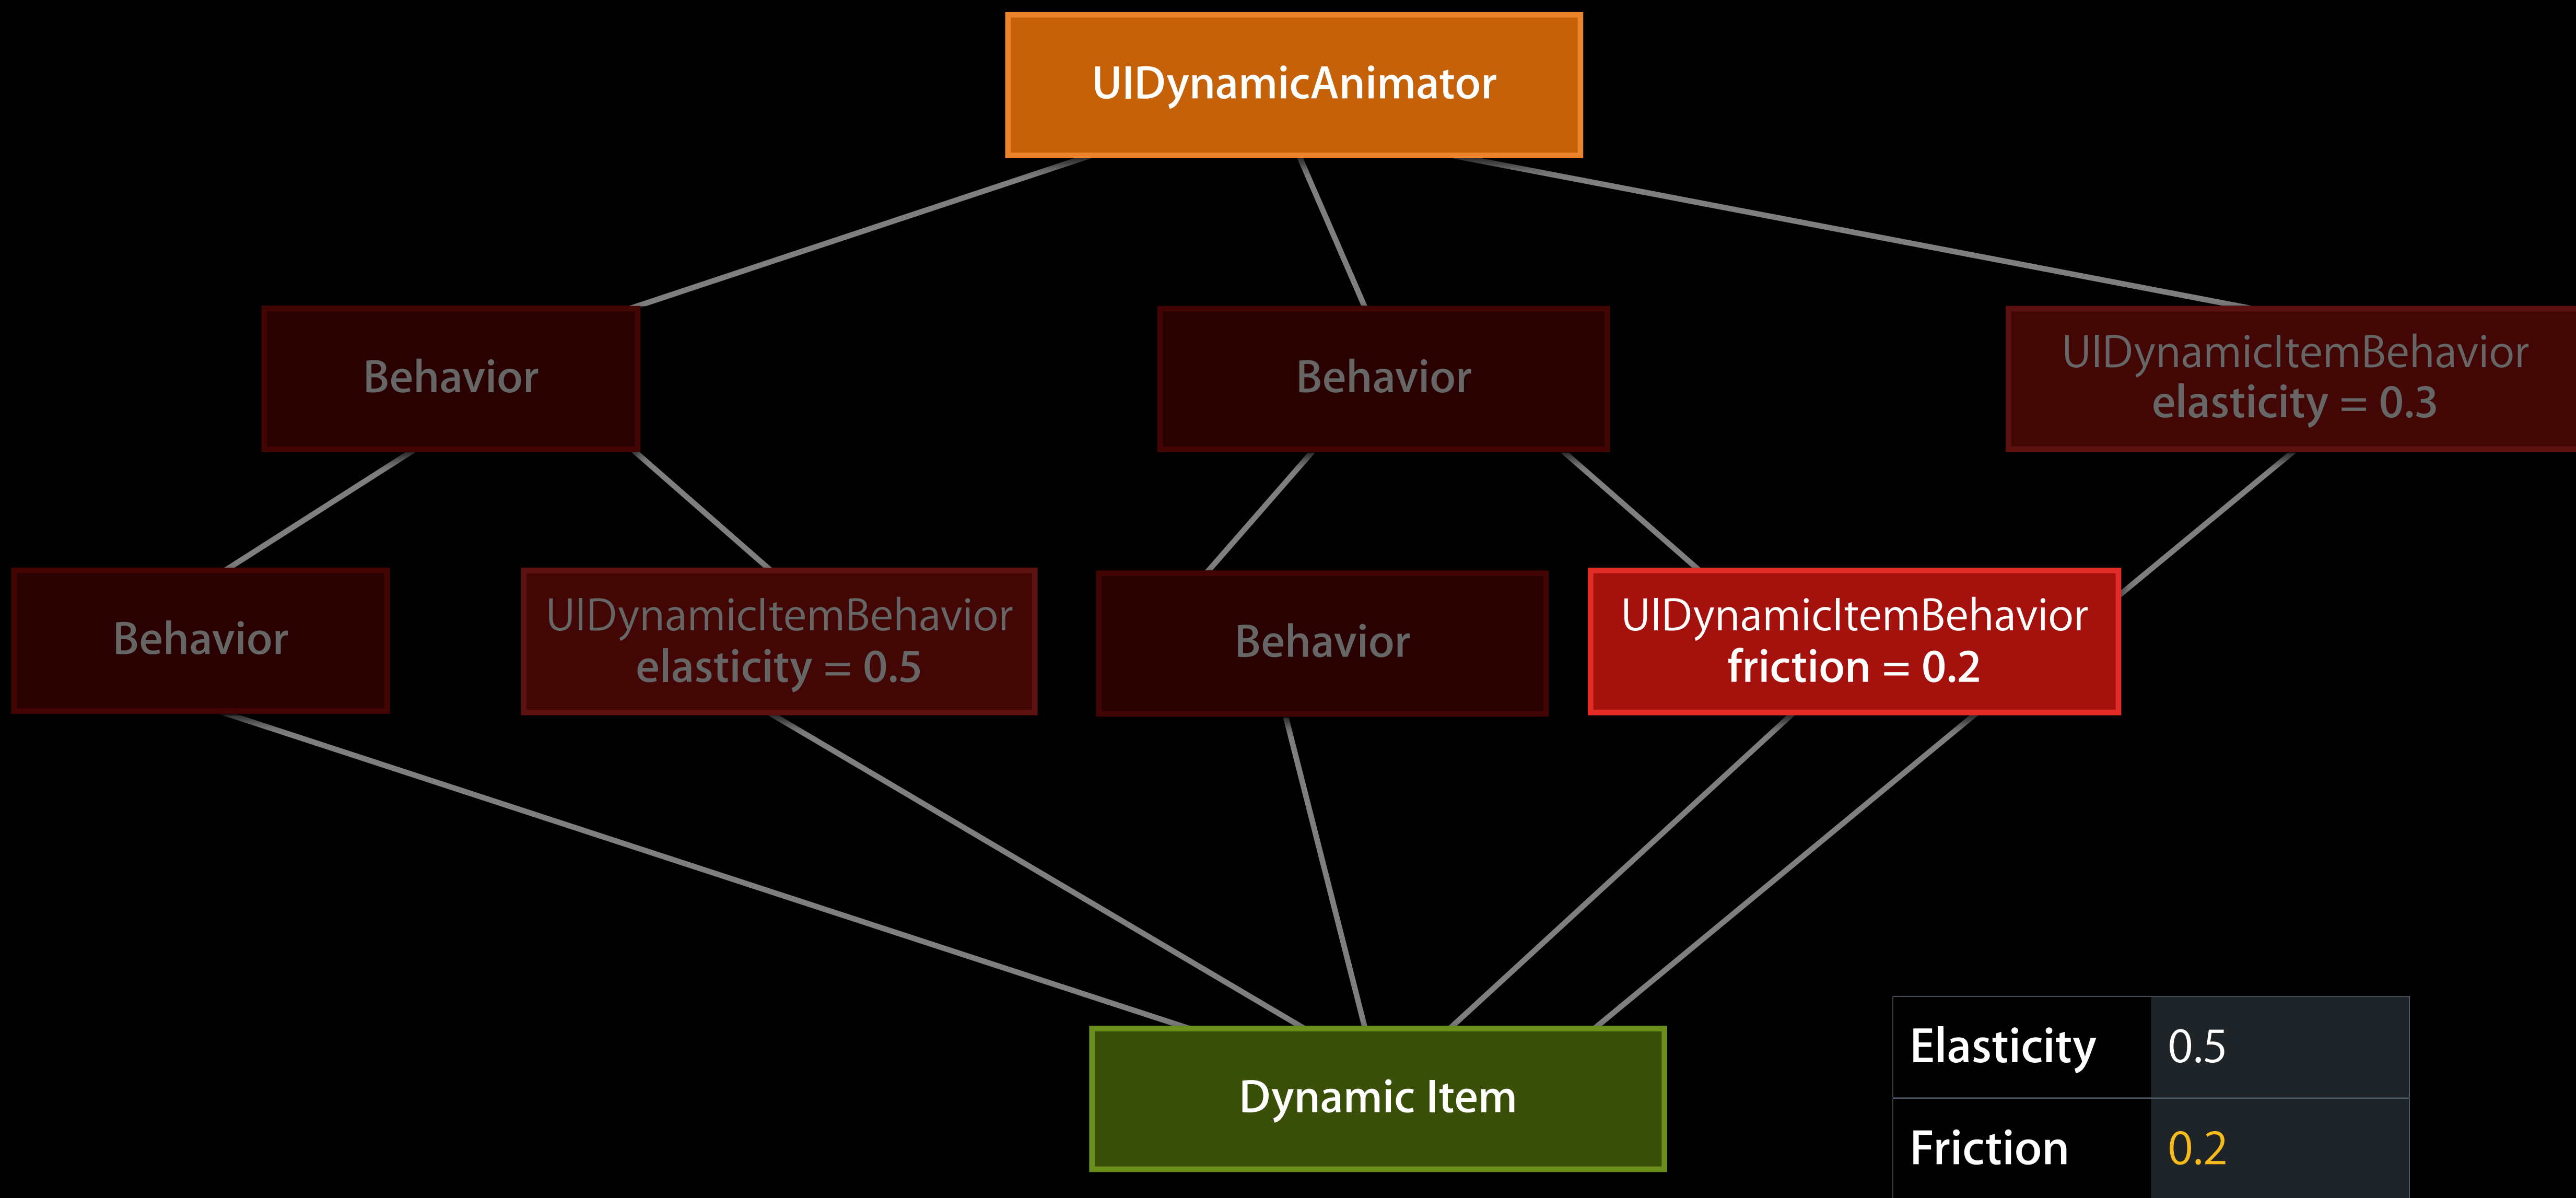 UIDynamicAnimator
Behavior
Behavior
UIDynamicItemBehavior
elasticity = 0.3
Behavior
UIDynamicItemBehavior
elasticity = 0.5
Behavior
UIDynamicItemBehavior
friction = 0.2
Dynamic Item
Elasticity 0.5
Friction 0.2